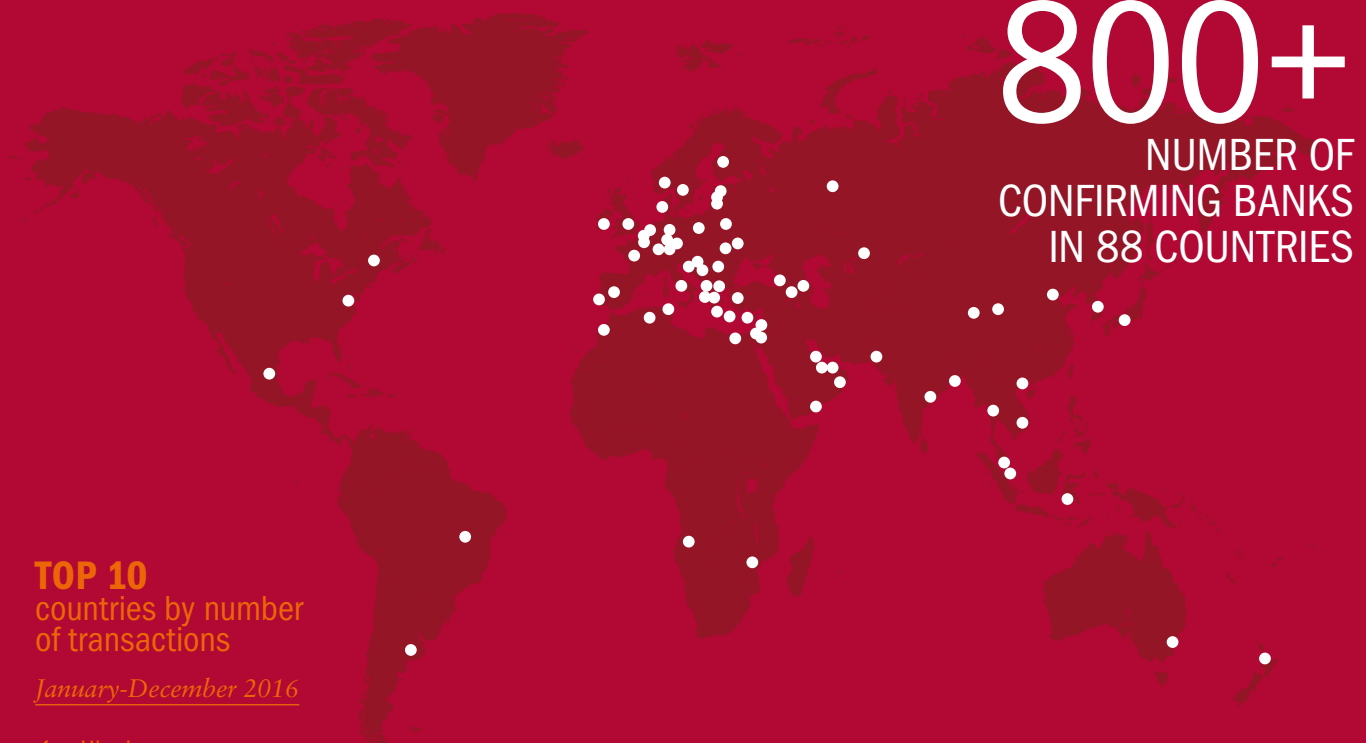 800+
NUMBER OF
CONFIRMING BANKS
IN 88 COUNTRIES
TOP 10
countries by number
of transactions
January-December 2016